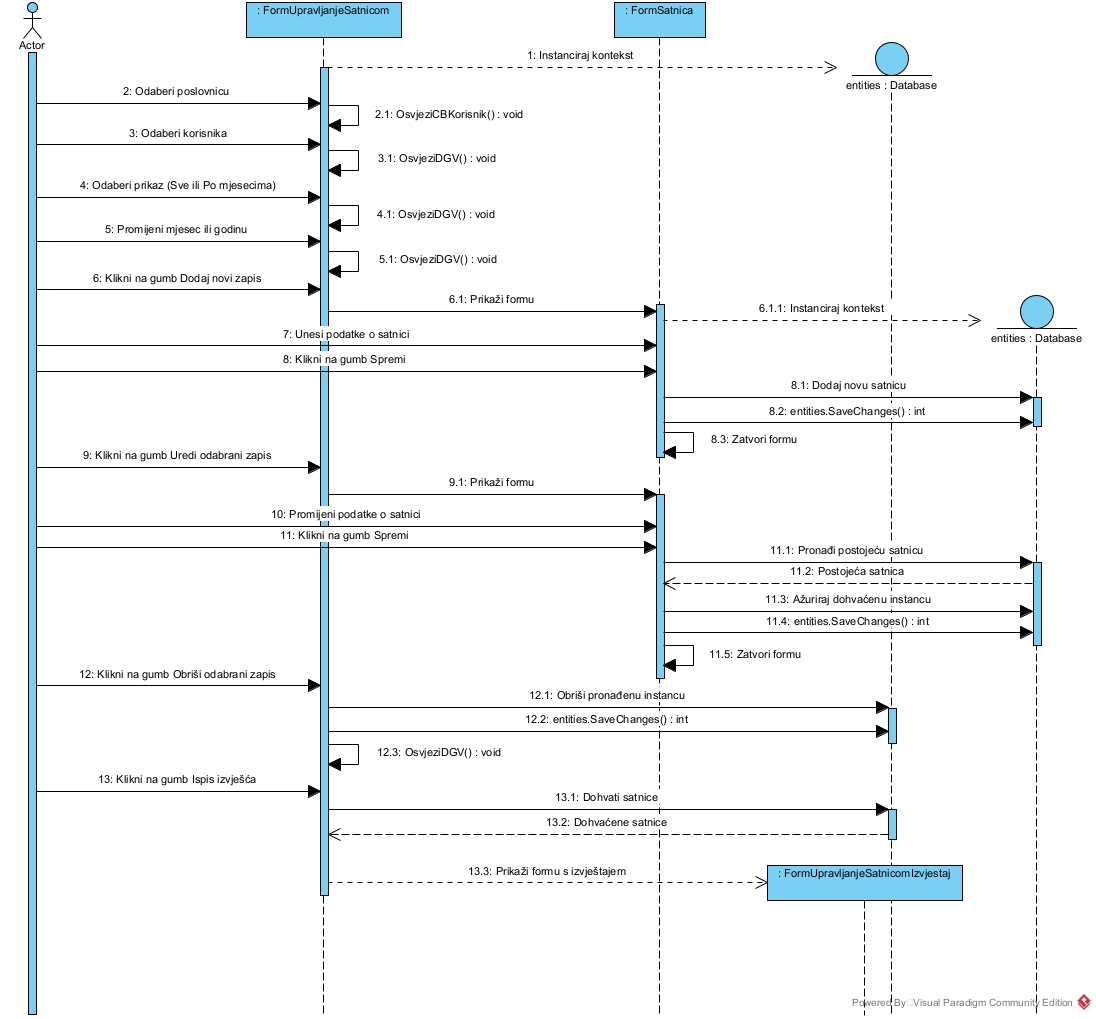 : FormUpravljanjeSatnicom
: FormSatnica
Actor
1: Instanciraj kontekst
entities : Database
2: Odaberi poslovnicu
2.1: OsvjeziCBKorisnik() : void
3: Odaberi korisnika
3.1: OsvjeziDGV() : void
4: Odaberi prikaz (Sve ili Po mjesecima)
4.1: OsvjeziDGV() : void
5: Promijeni mjesec ili godinu
5.1: OsvjeziDGV() : void
6: Klikni na gumb Dodaj novi zapis
6.1: Prikaži formu
6.1.1: Instanciraj kontekst
entities : Database
7: Unesi podatke o satnici
8: Klikni na gumb Spremi
8.1: Dodaj novu satnicu
8.2: entities.SaveChanges() : int
8.3: Zatvori formu
9: Klikni na gumb Uredi odabrani zapis
9.1: Prikaži formu
10: Promijeni podatke o satnici
11: Klikni na gumb Spremi
11.1: Pronađi postojeću satnicu
11.2: Postojeća satnica
11.3: Ažuriraj dohvaćenu instancu
11.4: entities.SaveChanges() : int
11.5: Zatvori formu
12: Klikni na gumb Obriši odabrani zapis
12.1: Obriši pronađenu instancu
12.2: entities.SaveChanges() : int
12.3: OsvjeziDGV() : void
13: Klikni na gumb Ispis izvješća
13.1: Dohvati satnice
13.2: Dohvaćene satnice
13.3: Prikaži formu s izvještajem
: FormUpravljanjeSatnicomIzvjestaj
Powered By Visual Paradigm Community Edition